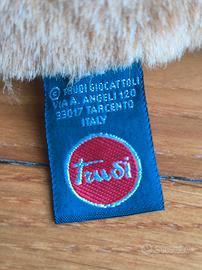 © TRUDI GIOCATTOLI
VIA A. ANGELI 120
33017 TARCENTO
ITALY
Trudi